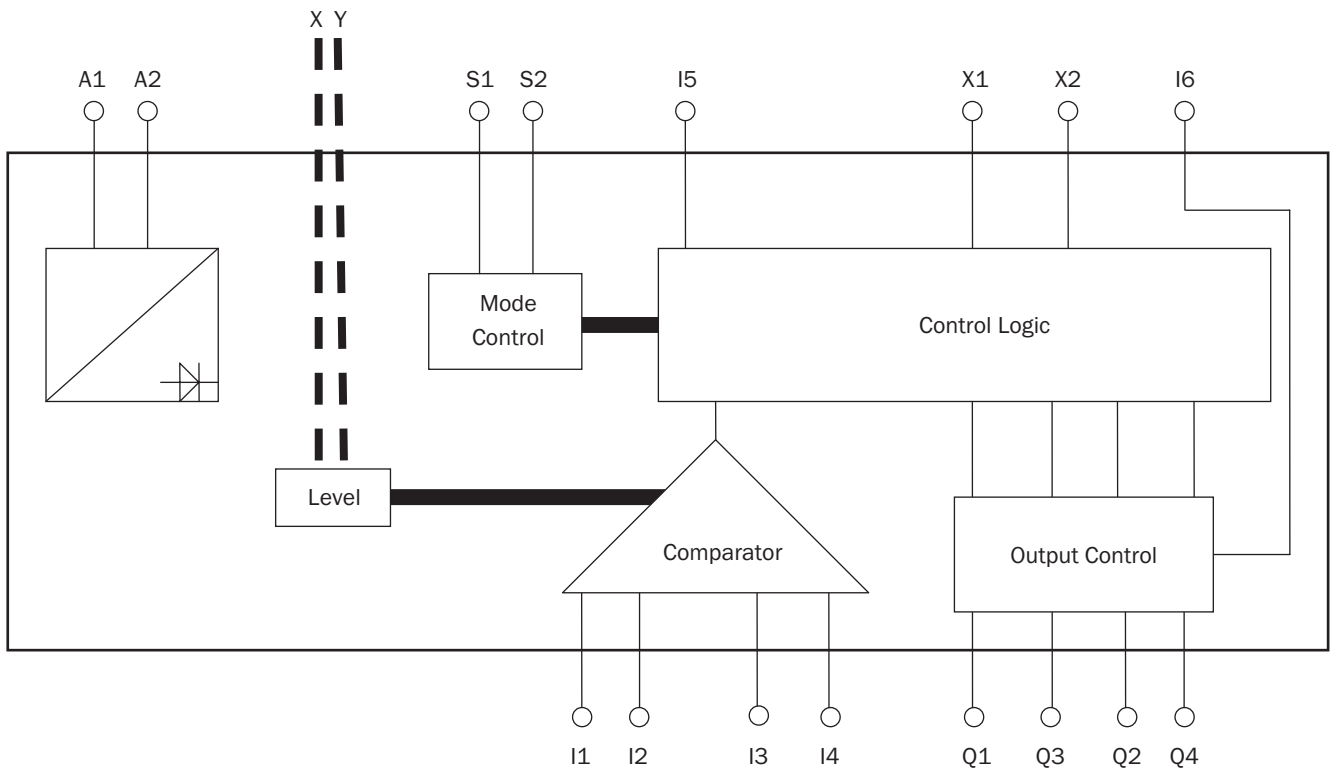 X Y
A1 A2 S1 S2 I5 X1 X2 I6
Mode
Control
Control Logic
Level
Comparator
Output Control
I1 I2 I3 I4 Q1 Q3 Q2 Q4